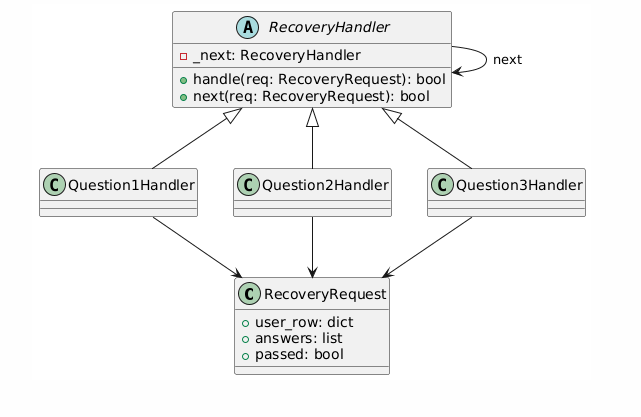 A RecoveryHandler
_next: RecoveryHandler
next
handle(req: RecoveryRequest): bool
next(req: RecoveryRequest): bool
C Question1Handler
C Question2Handler
C Question3Handler
C RecoveryRequest
user_row: dict
answers: list
passed: bool